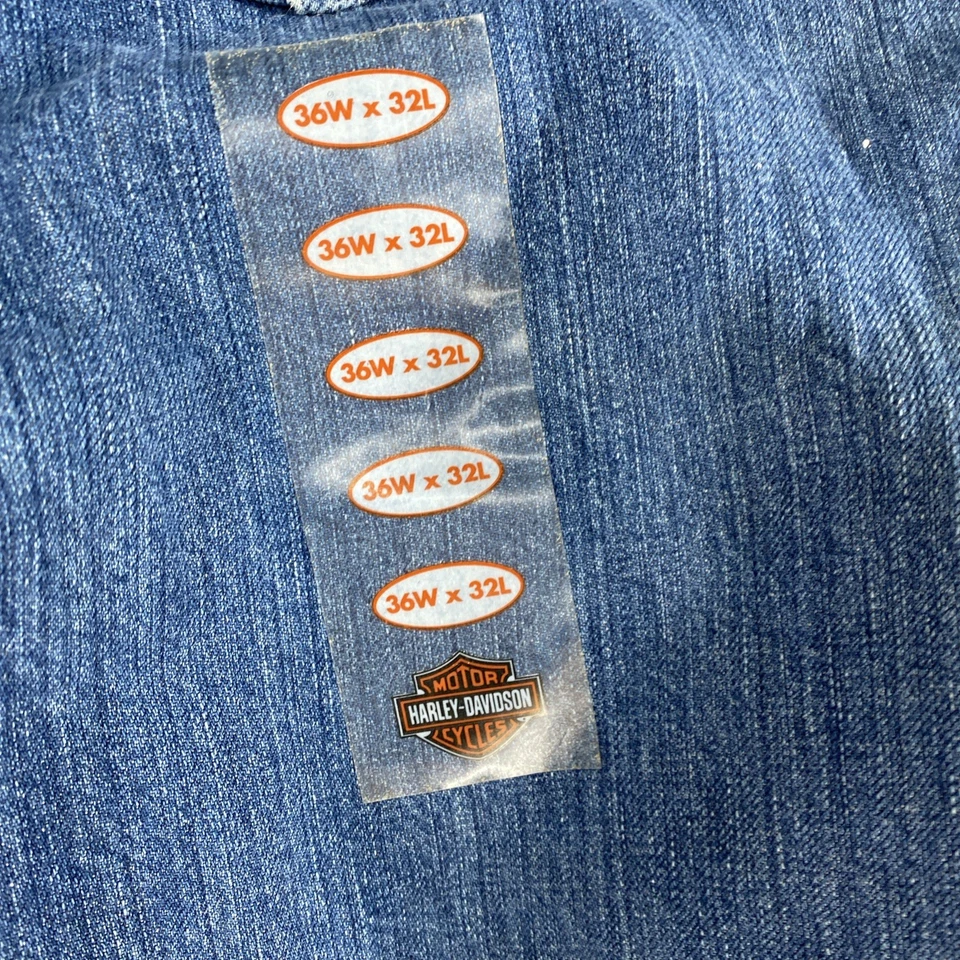 36W x 32L
36W x 32L
36W x 32L
36W x 32L
36W x 32L
MOTOR
HARLEY-DAVIDSON
CYCLES